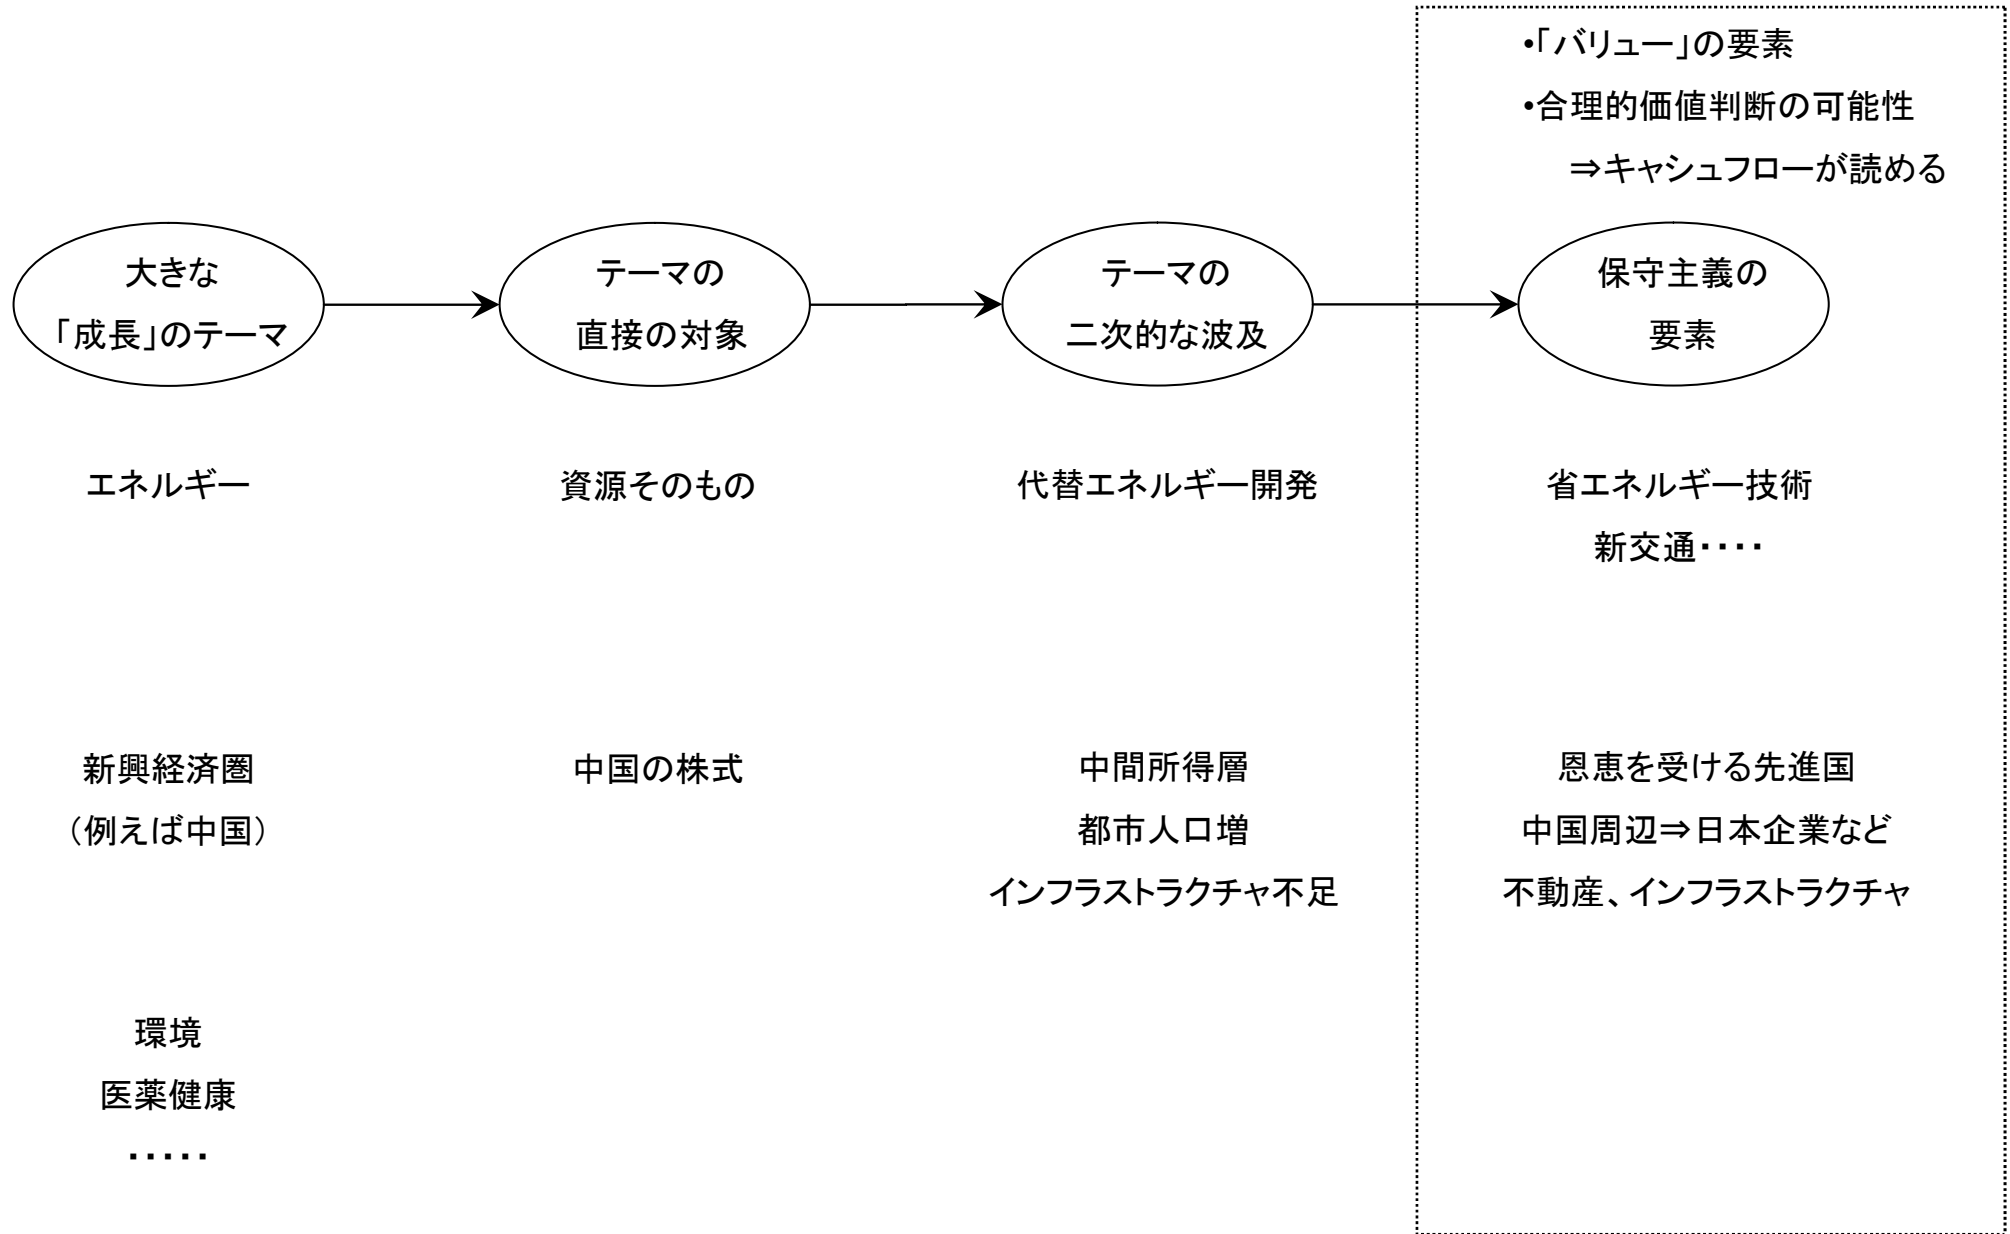 •「バリュー」の要素
•合理的価値判断の可能性
⇒キャシュフローが読める
大きな
「成長」のテーマ
テーマの
直接の対象
テーマの
二次的な波及
保守主義の
要素
エネルギー
資源そのもの
代替エネルギー開発
省エネルギー技術
新交通・・・・
新興経済圏
（例えば中国）
中国の株式
中間所得層
都市人口増
インフラストラクチャ不足
恩恵を受ける先進国
中国周辺⇒日本企業など
不動産、インフラストラクチャ
環境
医薬健康
・・・・・